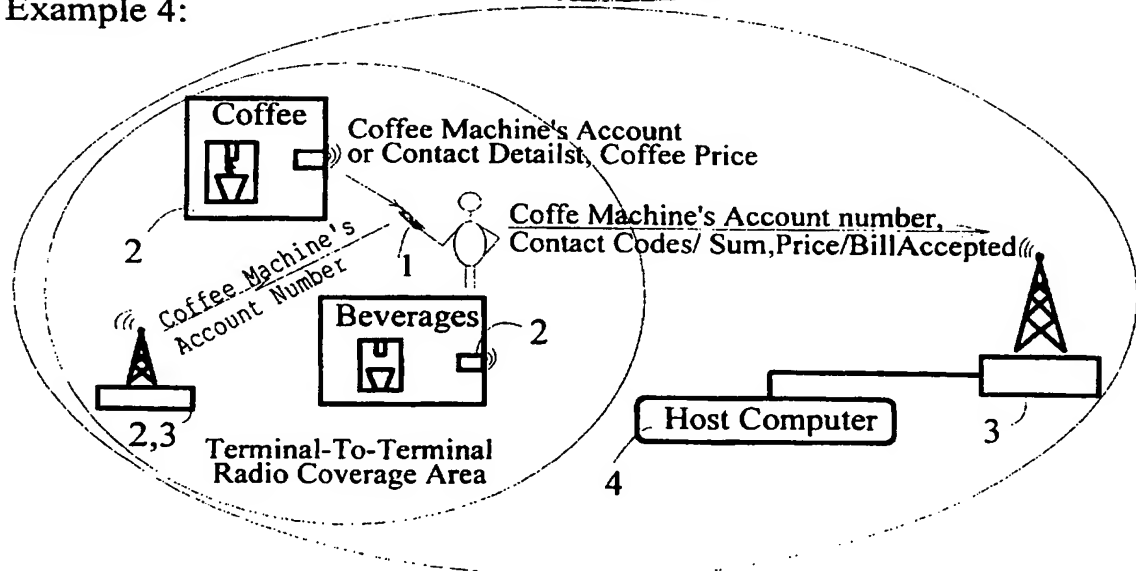 Example 4:
Coffee
Coffee Machine's Account
or Contact Detailst, Coffee Price
2
1
Coffe Machine's Account number,
Contact Codes/ Sum,Price/BillAccepted
Coffee Machine's
Account Number
Beverages
2
2,3
Terminal-To-Terminal
Radio Coverage Area
Host Computer
4
3